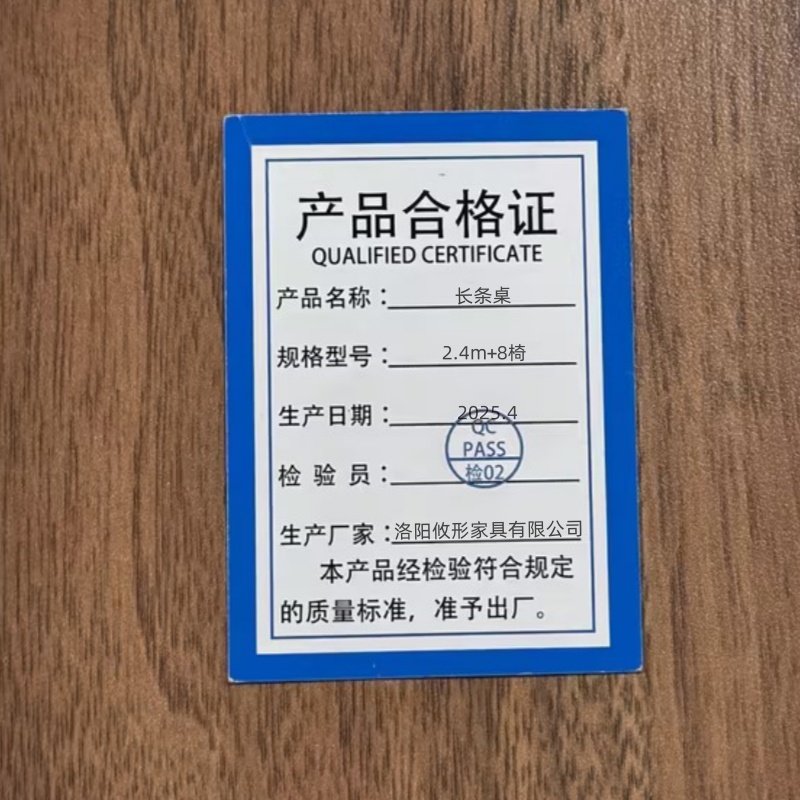 产品合格证
QUALIFIED CERTIFICATE
产品名称：长条桌
规格型号：2.4m+8椅
生产日期：2025.4
QC
PASS
检验员：检02
生产厂家：洛阳攸形家具有限公司
本产品经检验符合规定
的质量标准，准予出厂。